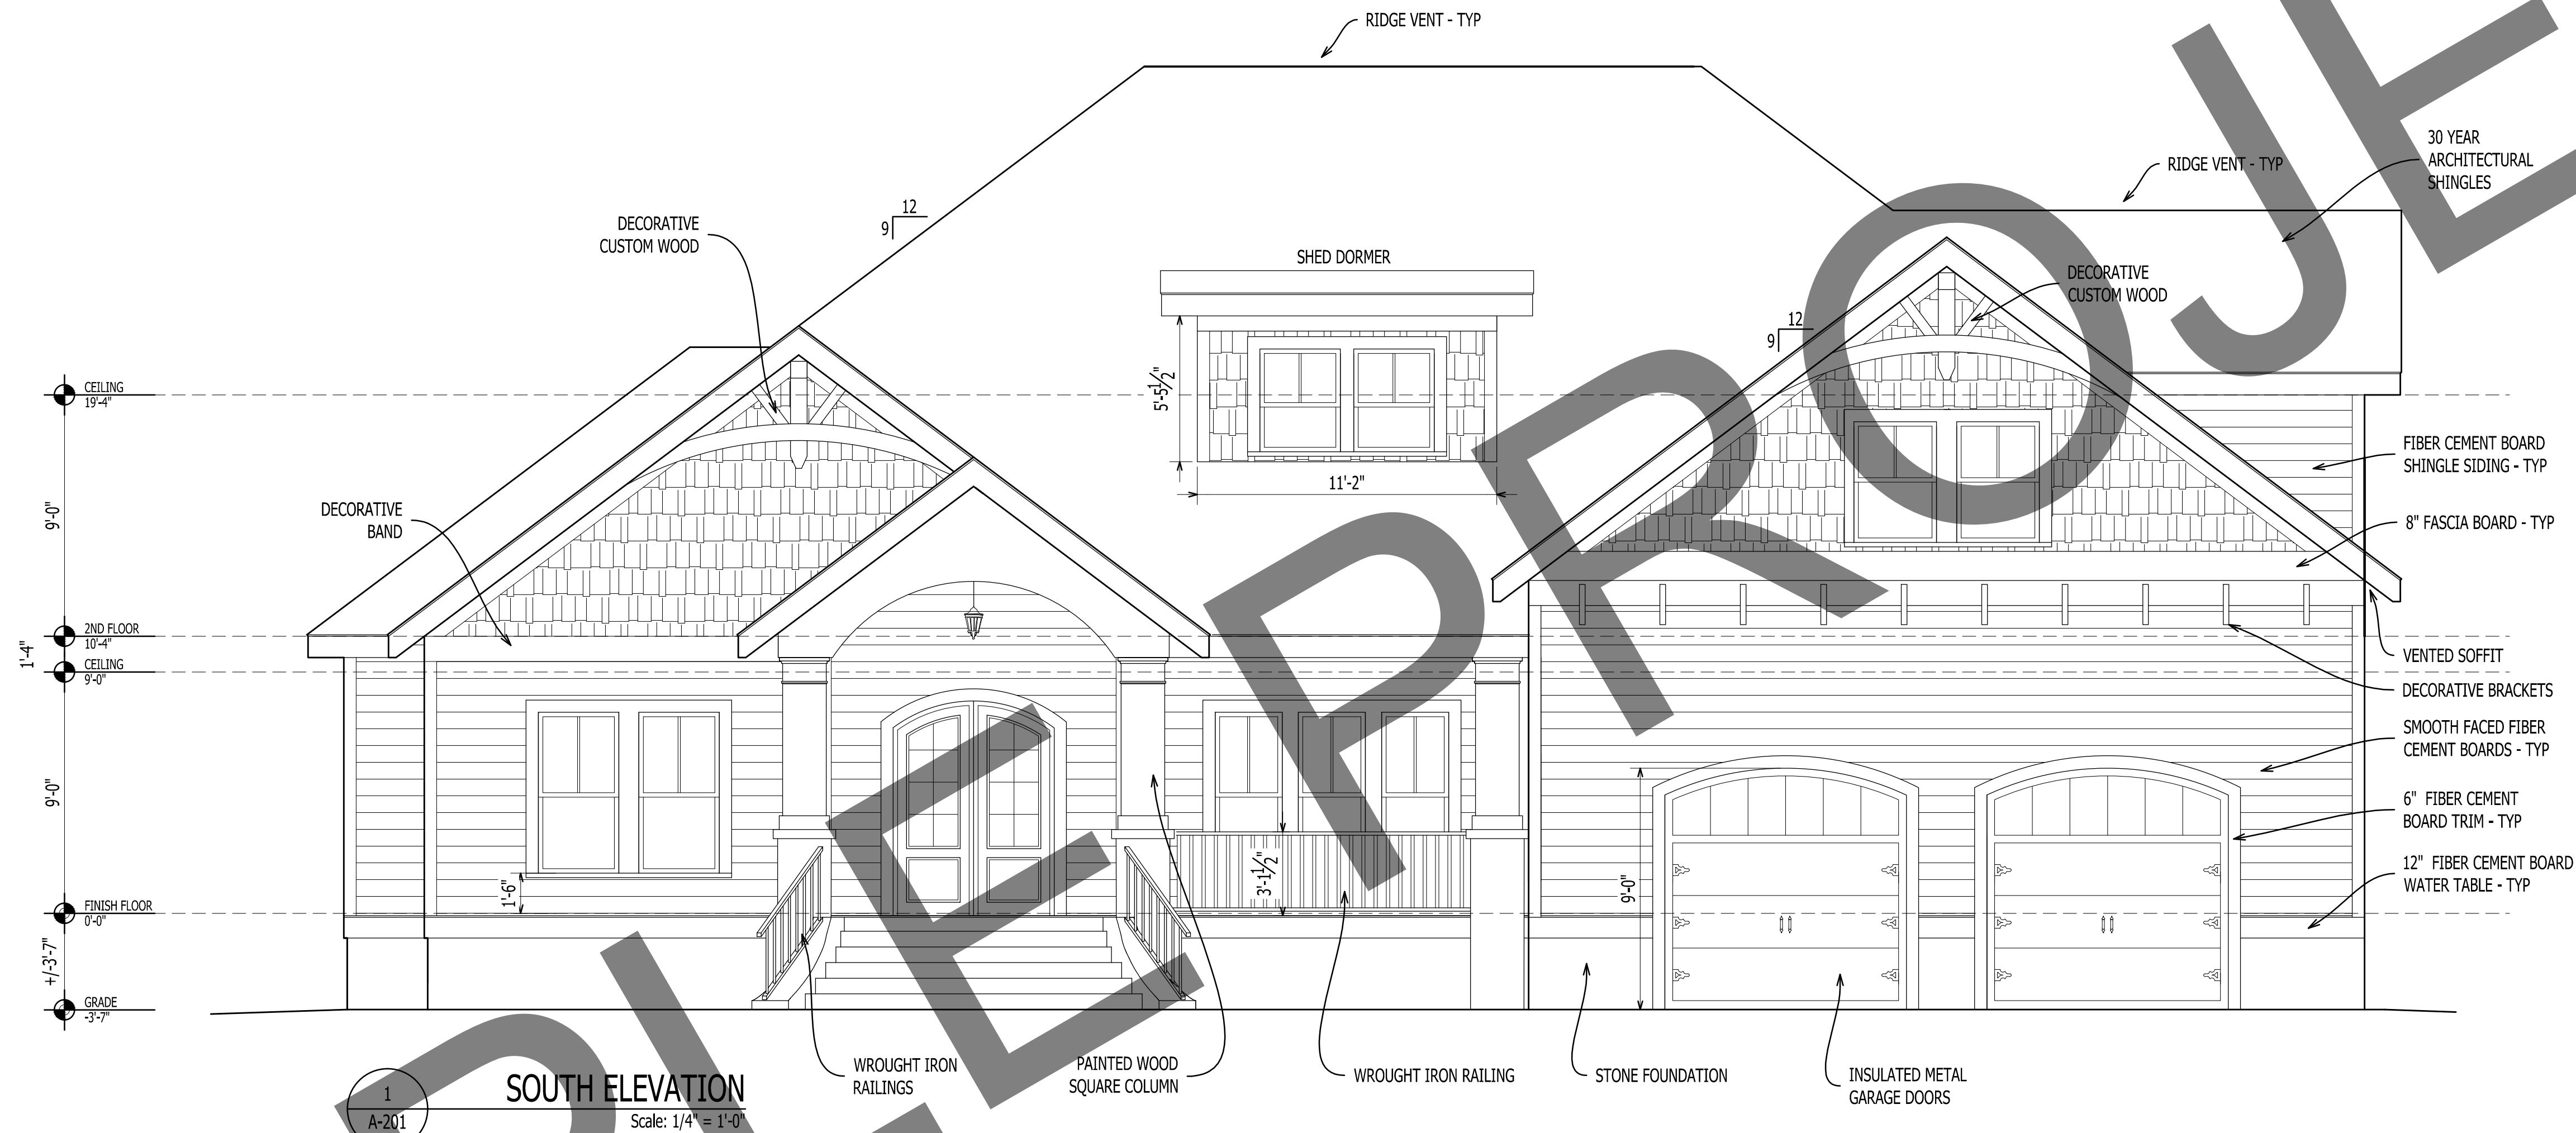 RIDGE VENT - TYP
30 YEAR
ARCHITECTURAL
SHINGLES
RIDGE VENT - TYP
12
9
DECORATIVE
CUSTOM WOOD
SHED DORMER
DECORATIVE
CUSTOM WOOD
12
9
5'-5 1/2"
11'-2"
CEILING
19'-4"
9'-0"
DECORATIVE
BAND
FIBER CEMENT BOARD
SHINGLE SIDING - TYP
8" FASCIA BOARD - TYP
2ND FLOOR
10'-4"
1'-4"
CEILING
9'-0"
VENTED SOFFIT
DECORATIVE BRACKETS
SMOOTH FACED FIBER
CEMENT BOARDS - TYP
9'-0"
6" FIBER CEMENT
BOARD TRIM - TYP
12" FIBER CEMENT BOARD
WATER TABLE - TYP
1'-6"
3'-1 1/2"
9'-0"
FINISH FLOOR
0'-0"
+/-3'-7"
GRADE
-3'-7"
WROUGHT IRON
RAILINGS
PAINTED WOOD
SQUARE COLUMN
WROUGHT IRON RAILING
STONE FOUNDATION
INSULATED METAL
GARAGE DOORS
1
A-201
SOUTH ELEVATION
Scale: 1/4" = 1'-0"
PLE PROJE